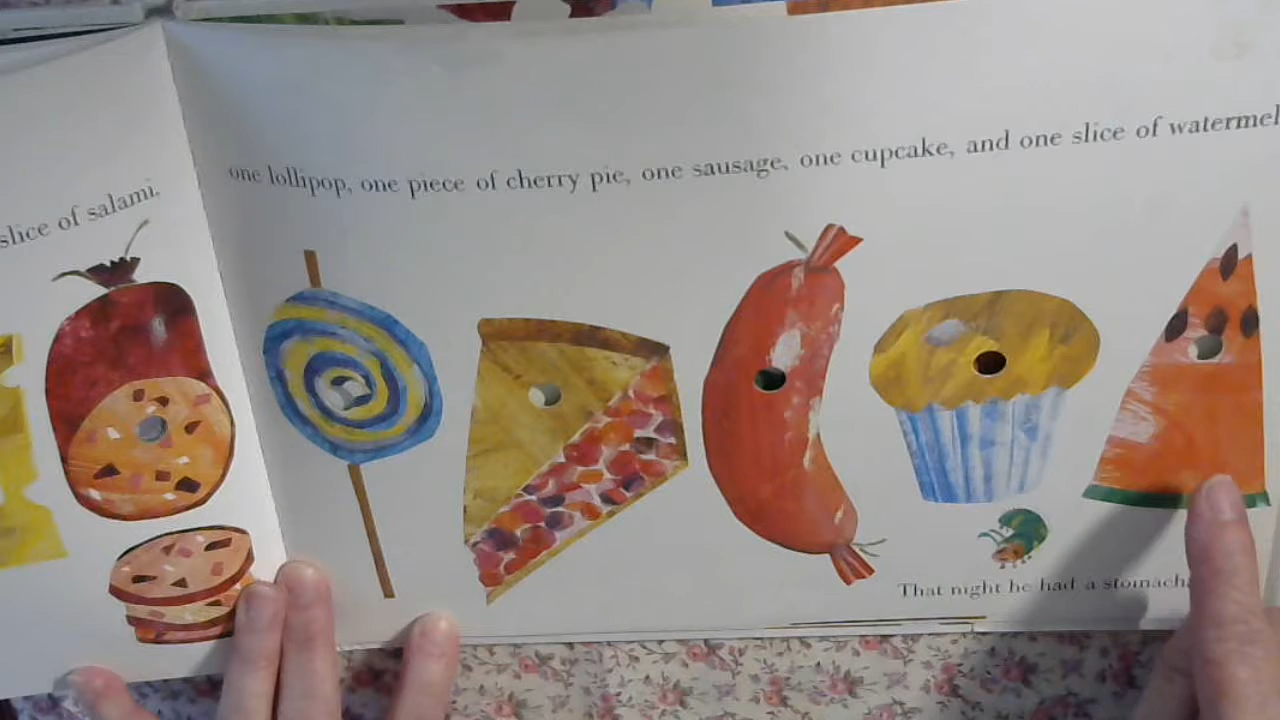 slice of salami,
one lollipop, one piece of cherry pie, one sausage, one cupcake, and one slice of watermel
That night he had a stomach